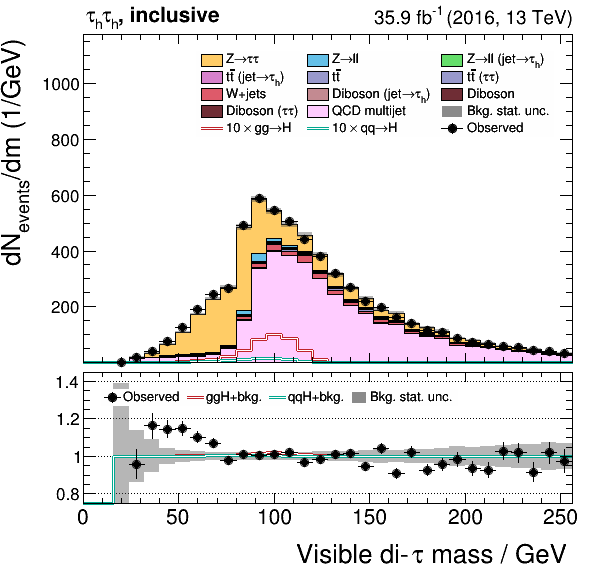 τhτh, inclusive 35.9 fb-1 (2016, 13 TeV)
dNevents/dm (1/GeV)
1000
800
600
400
200
Z→ττ Z→ll Z→ll (jet→τh)
tt̄ (jet→τh) tt̄ tt̄ (ττ)
W+jets Diboson (jet→τh) Diboson
Diboson (ττ) QCD multijet Bkg. stat. unc.
10 × gg→H 10 × qq→H Observed
1.4
1.2
1
0.8
Observed ggH+bkg. qqH+bkg. Bkg. stat. unc.
0 50 100 150 200 250
Visible di-τ mass / GeV